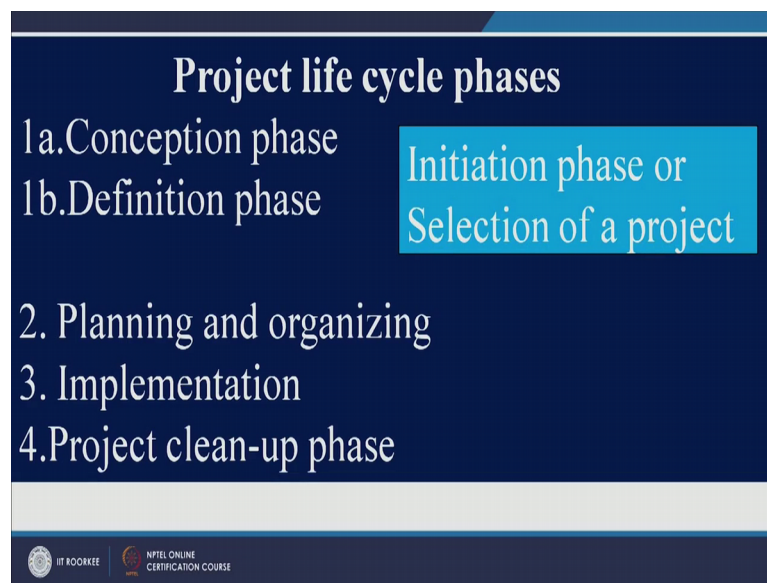 Project life cycle phases
1a.Conception phase
1b.Definition phase
Initiation phase or
Selection of a project
2. Planning and organizing
3. Implementation
4.Project clean-up phase
IIT ROORKEE
NPTEL
NPTEL ONLINE
CERTIFICATION COURSE